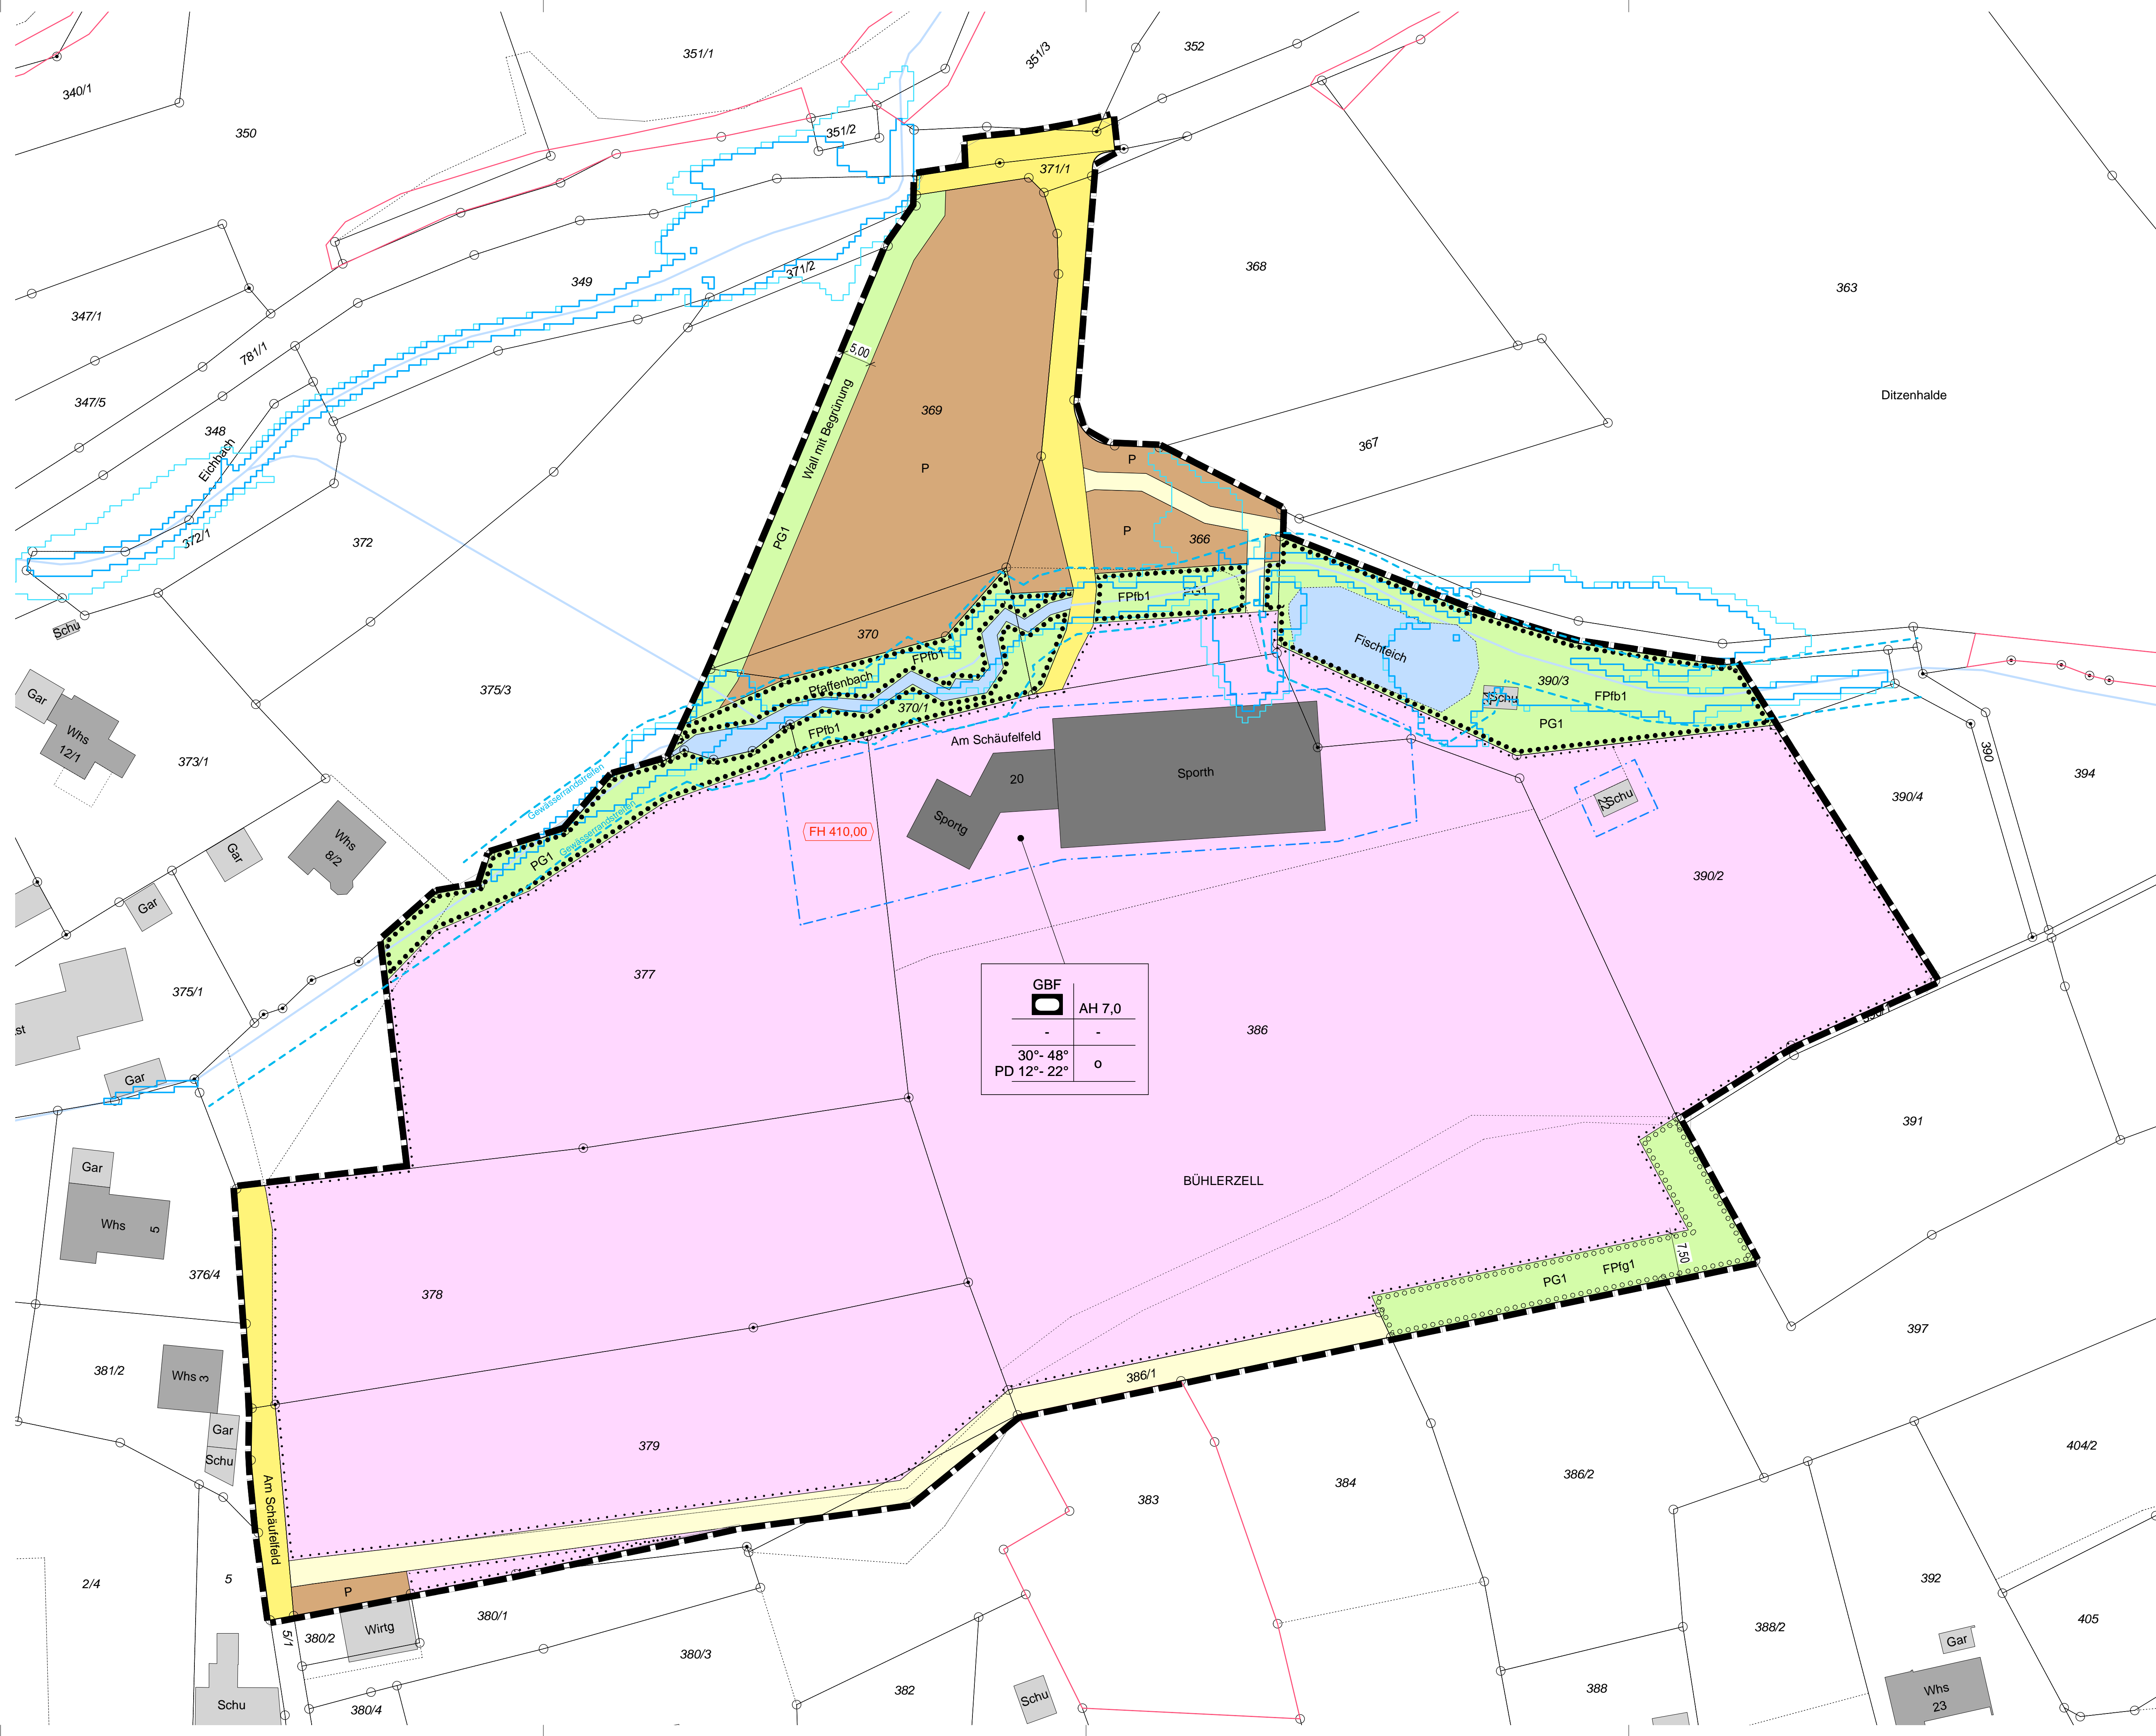 351/1
351/3
352
340/1
350
351/2
371/1
368
363
349
371/2
347/1
781/1
5,00
Wall mit Begrünung
369
Ditzenhalde
347/5
348
Eichbach
P
P
367
PG1
P
366
372/1
372
FPfb1
Schu
370
FPfb1
Pfaffenbach
Fischteich
390/3
FPfb1
375/3
370/1
FPfb1
Schu
PG1
Gar
Whs
12/1
373/1
Am Schäufelfeld
20
Sporth
Sportg
390
394
Gewässerrandstreifen
Gewässerrandstreifen
PG1
FH 410,00
Schu
390/4
Whs
8/2
Gar
Gar
390/2
377
375/1
GBF
AH 7,0
-
-
30°- 48°
PD 12°- 22°
o
386
Gar
391
Gar
Whs
5
BÜHLERZELL
376/4
378
7,50
PG1
FPfg1
397
381/2
Whs
3
386/1
Gar
Schu
379
404/2
Am Schäufelfeld
383
384
386/2
2/4
5
P
392
380/1
405
5/1
380/2
Wirtg
388/2
Gar
380/3
382
Schu
388
Whs
23
Schu
380/4